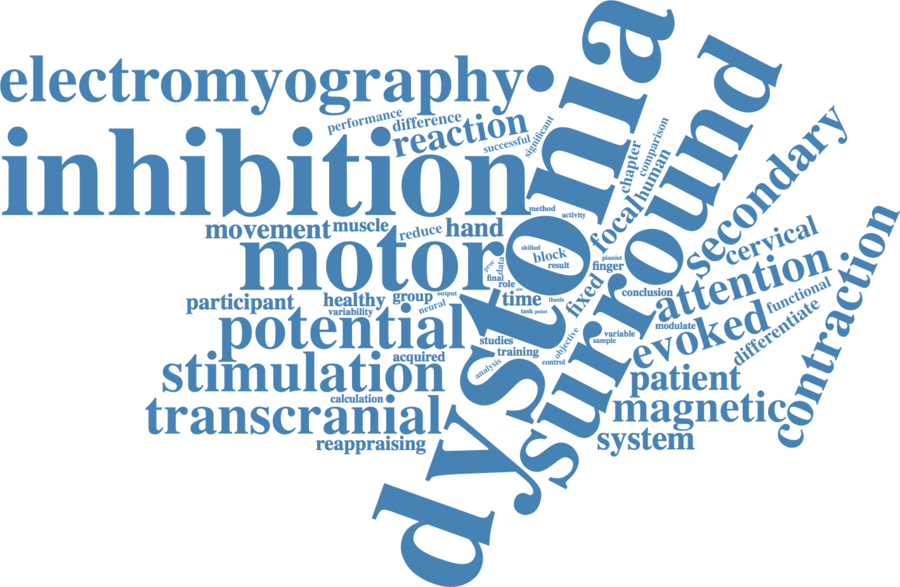 electromyography
inhibition
performance
difference
reaction
successful
significant
dystonia
surround
movement
muscle
reduce
hand
motor
method
activity
skilled
block
result
data
final
role
participant
healthy
group
output
variability
neural
time
thesis
task
point
potential
studies
training
acquired
analysis
control
objective
stimulation
calculation
transcranial
reappraising
chapter
comparison
human
focal
pianist
finger
fixed
conclusion
variable
sample
modulate
secondary
cervical
attention
functional
evoked
differentiate
contraction
patient
magnetic
system